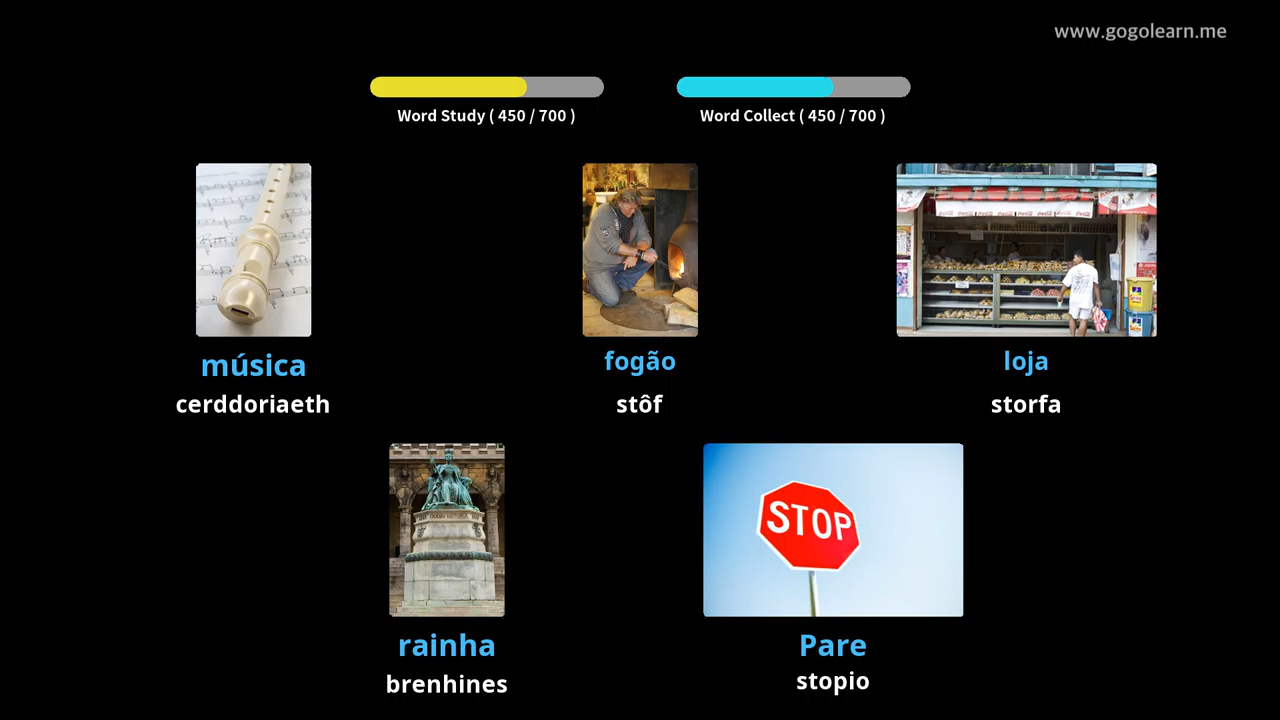 www.gogolearn.me
Word Study ( 450 / 700 )
Word Collect ( 450 / 700 )
música
fogão
loja
cerddoriaeth
stôf
storfa
STOP
rainha
Pare
brenhines
stopio